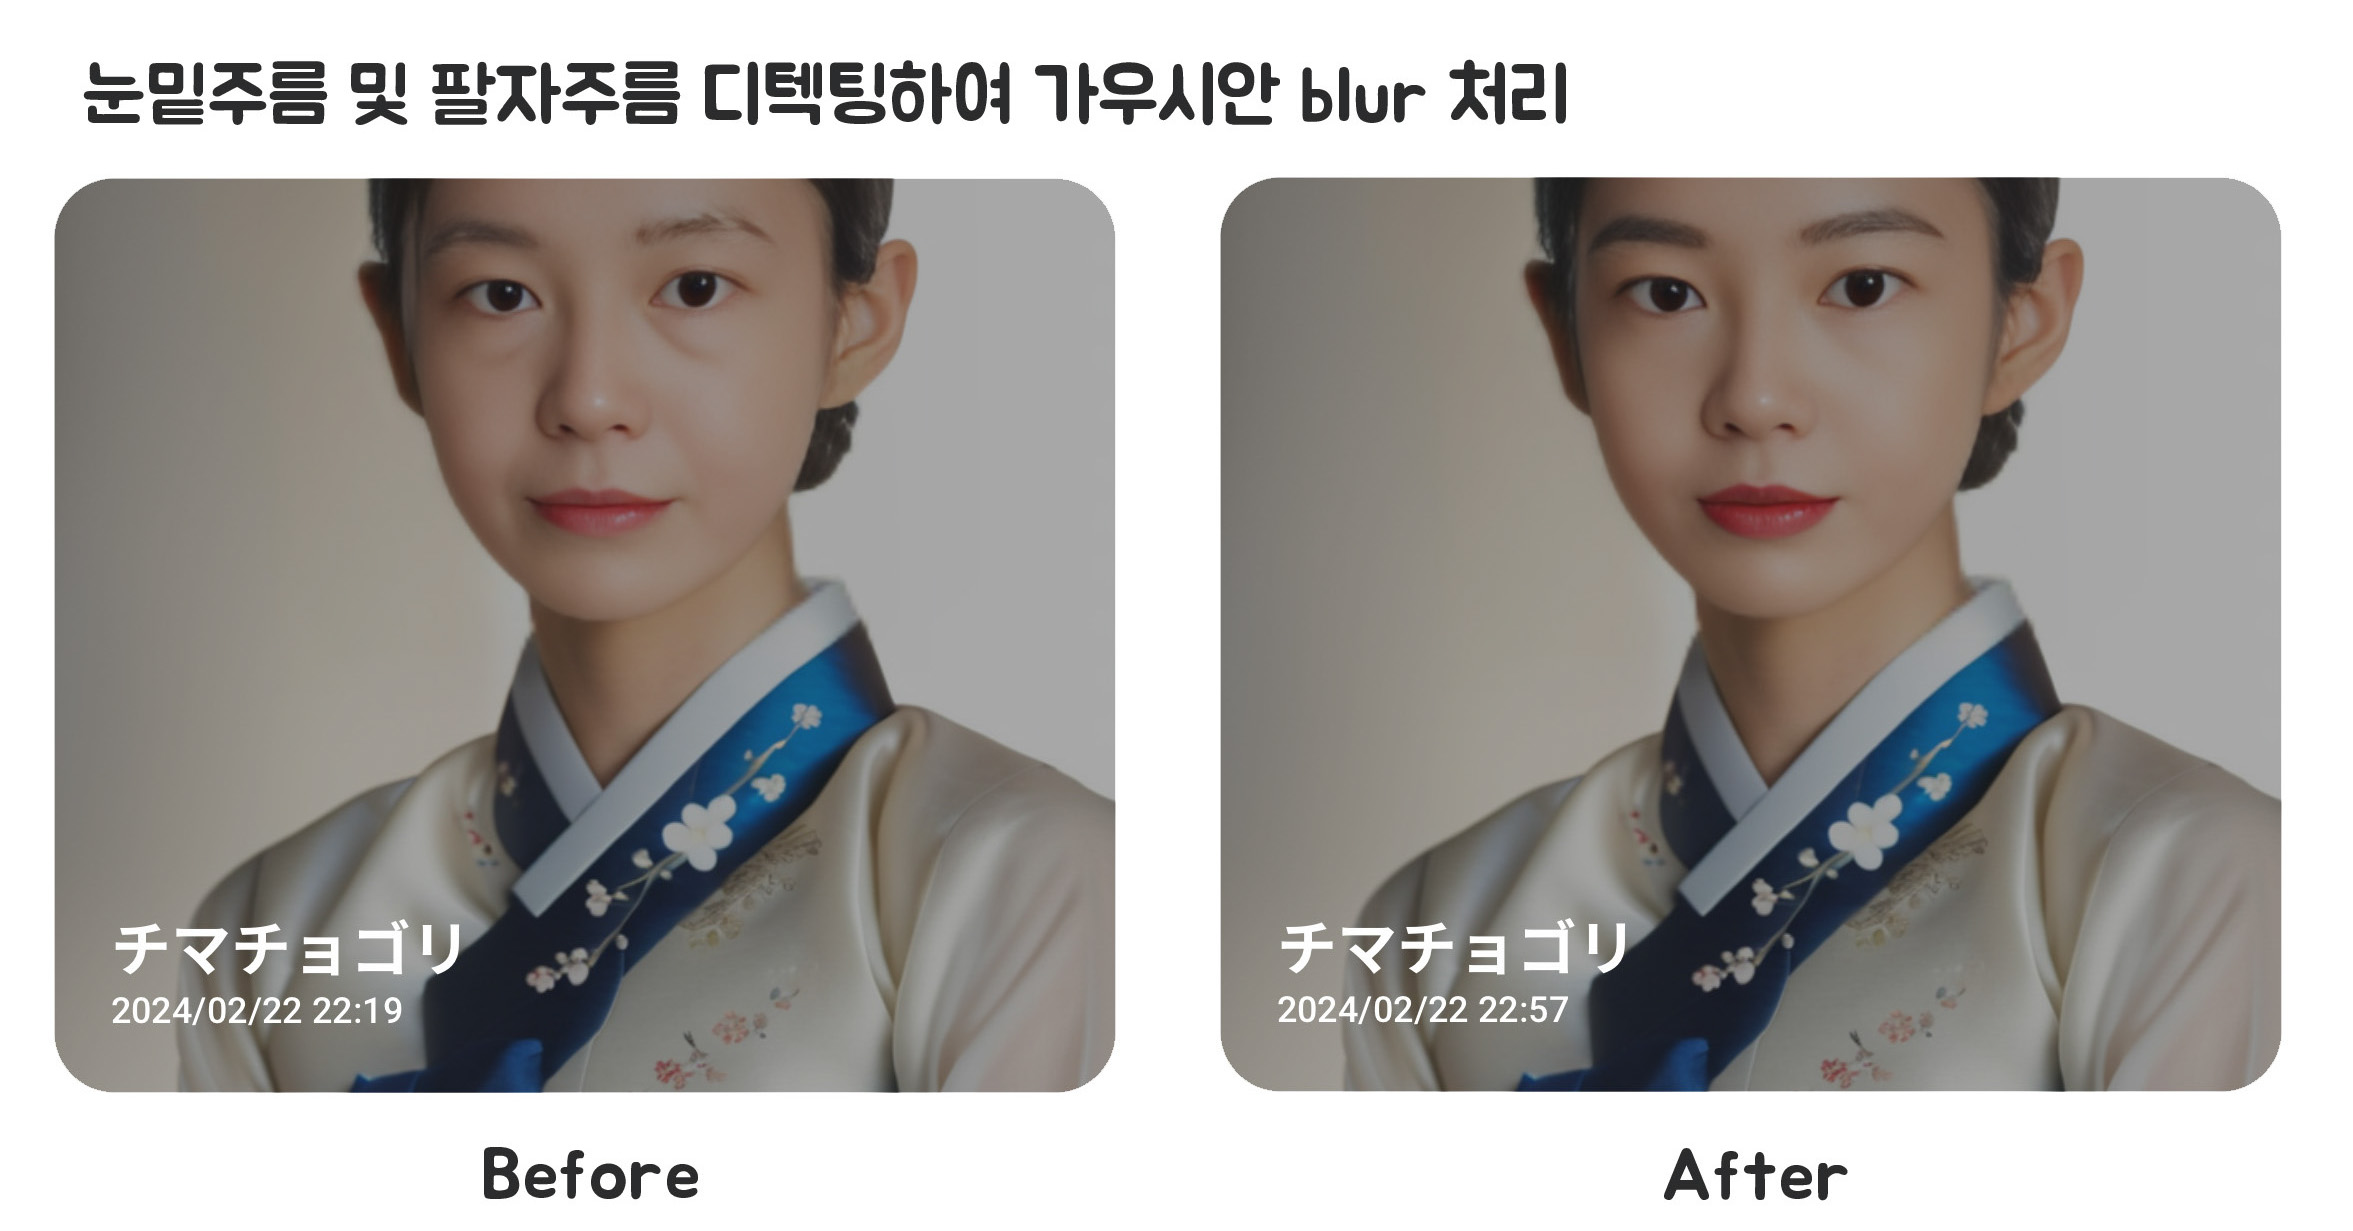 눈밑주름 및 팔자주름 디텍팅하여 가우시안 blur 처리
チマチョゴリ
2024/02/22 22:19
チマチョゴリ
2024/02/22 22:57
Before
After